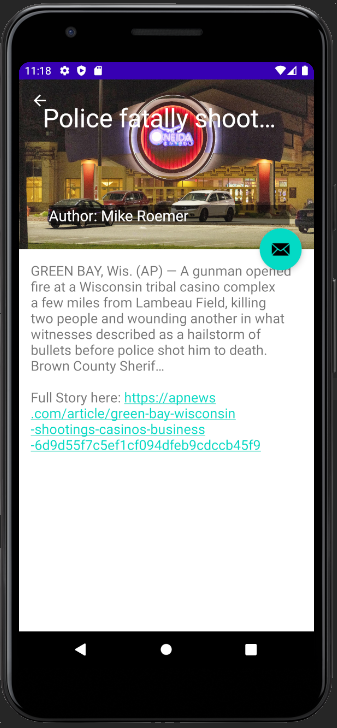 11:18
Police fatally shoot...
ONEIDA
Author: Mike Roemer
GREEN BAY, Wis. (AP) — A gunman opened
fire at a Wisconsin tribal casino complex
a few miles from Lambeau Field, killing
two people and wounding another in what
witnesses described as a hailstorm of
bullets before police shot him to death.
Brown County Sherif…
Full Story here: https://apnews
.com/article/green-bay-wisconsin
-shootings-casinos-business
-6d9d55f7c5ef1cf094dfeb9cdccb45f9